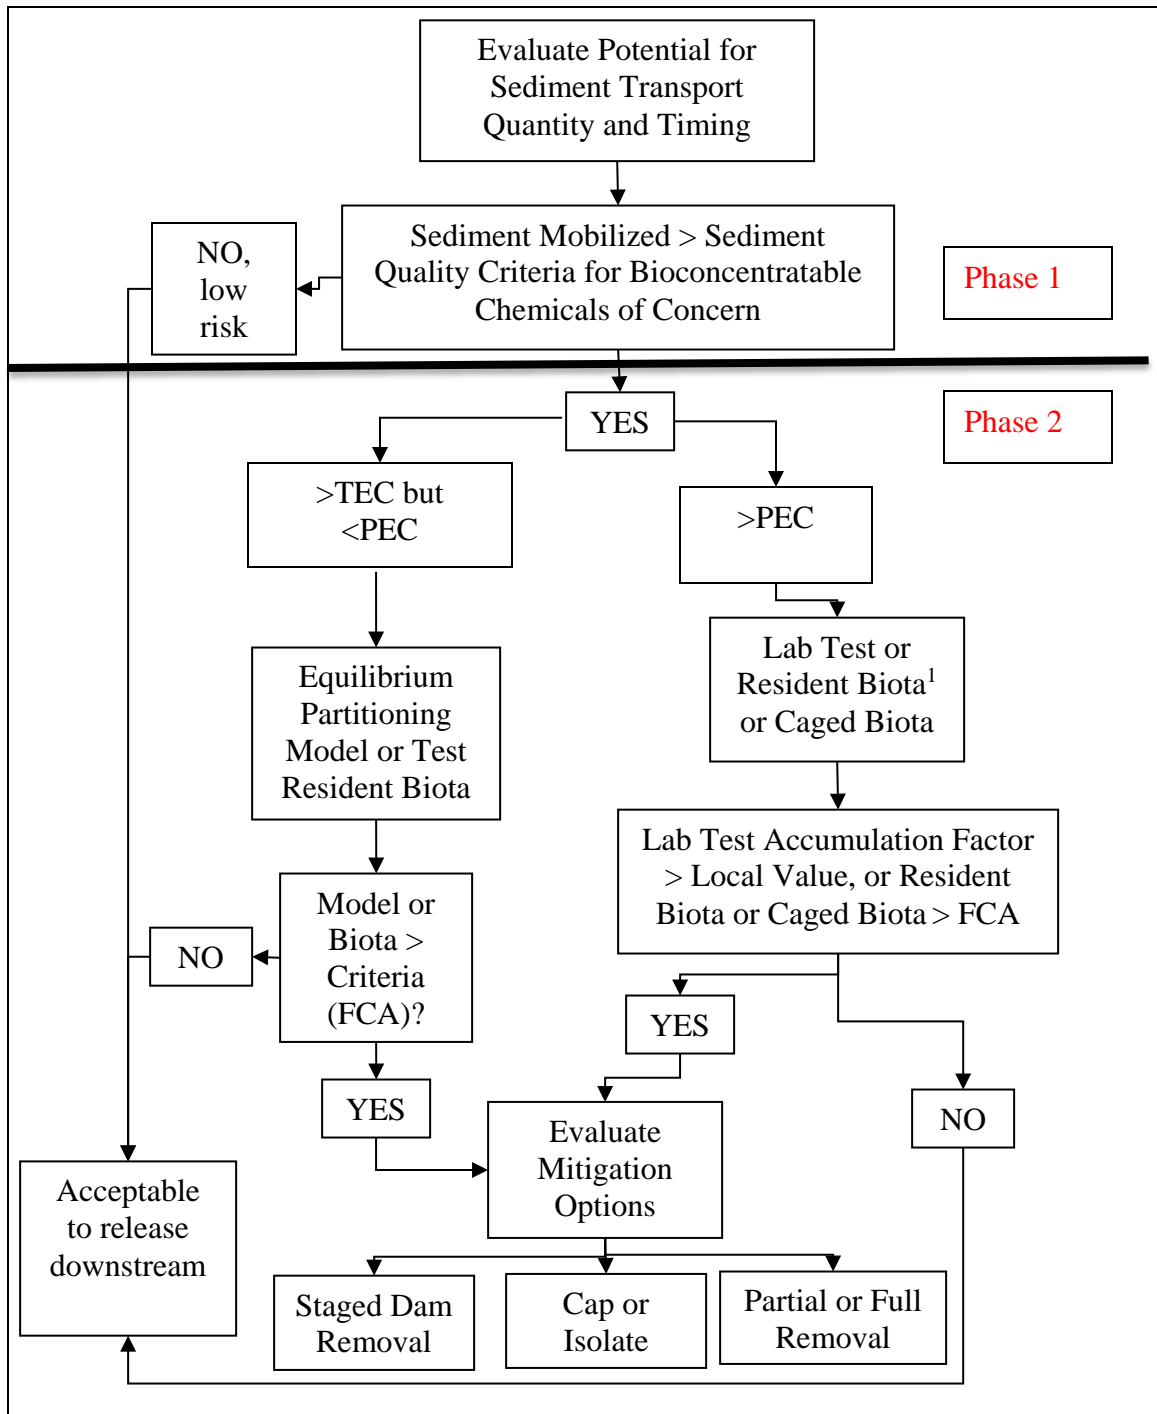 Evaluate Potential for
Sediment Transport
Quantity and Timing
NO,
low
risk
Sediment Mobilized > Sediment
Quality Criteria for Bioconcentratable
Chemicals of Concern
Phase 1
YES
Phase 2
>TEC but
<PEC
>PEC
Equilibrium
Partitioning
Model or Test
Resident Biota
Lab Test or
Resident Biota¹
or Caged Biota
Lab Test Accumulation Factor
> Local Value, or Resident
Biota or Caged Biota > FCA
Model or
Biota >
Criteria
(FCA)?
NO
YES
YES
NO
Evaluate
Mitigation
Options
Acceptable
to release
downstream
Staged Dam
Removal
Cap or
Isolate
Partial or Full
Removal